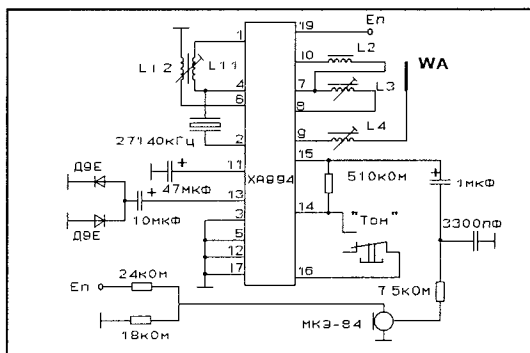 19
Еп
1
10
L2
L12
L11
7
L3
WA
4
8
6
9
L4
27140кГц
2
15
11
ХА994
510кОм
1мкФ
Д9Е
47мкФ
13
14
"Тон"
3300пФ
10мкФ
3
5
Д9Е
12
17
16
Еп
24кОм
75кОм
18кОм
МКЭ-84